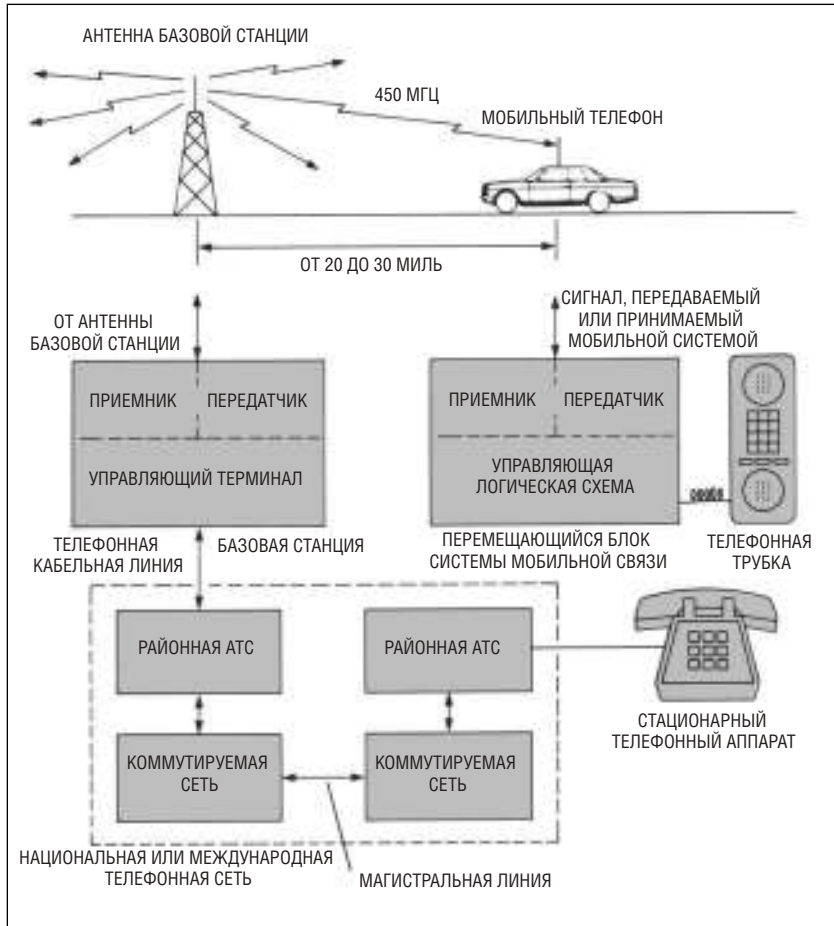 АНТЕННА БАЗОВОЙ СТАНЦИИ
450 МГЦ
МОБИЛЬНЫЙ ТЕЛЕФОН
ОТ 20 ДО 30 МИЛЬ
ОТ АНТЕННЫ
БАЗОВОЙ СТАНЦИИ
СИГНАЛ, ПЕРЕДАВАЕМЫЙ
ИЛИ ПРИНИМАЕМЫЙ
МОБИЛЬНОЙ СИСТЕМОЙ
ПРИЕМНИК
ПЕРЕДАТЧИК
УПРАВЛЯЮЩИЙ ТЕРМИНАЛ
ПРИЕМНИК
ПЕРЕДАТЧИК
УПРАВЛЯЮЩАЯ
ЛОГИЧЕСКАЯ СХЕМА
ТЕЛЕФОННАЯ
КАБЕЛЬНАЯ ЛИНИЯ
БАЗОВАЯ СТАНЦИЯ
ПЕРЕМЕЩАЮЩИЙСЯ БЛОК
СИСТЕМЫ МОБИЛЬНОЙ СВЯЗИ
ТЕЛЕФОННАЯ
ТРУБКА
РАЙОННАЯ АТС
РАЙОННАЯ АТС
СТАЦИОНАРНЫЙ
ТЕЛЕФОННЫЙ АППАРАТ
КОММУТИРУЕМАЯ
СЕТЬ
КОММУТИРУЕМАЯ
СЕТЬ
НАЦИОНАЛЬНАЯ ИЛИ МЕЖДУНАРОДНАЯ
ТЕЛЕФОННАЯ СЕТЬ
МАГИСТРАЛЬНАЯ ЛИНИЯ